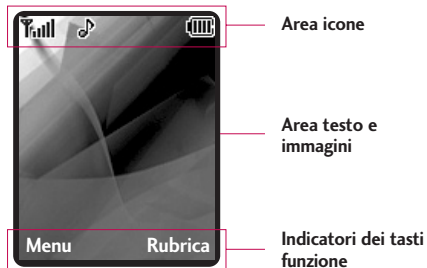 Area icone
Area testo e
immagini
Menu Rubrica
Indicatori dei tasti
funzione